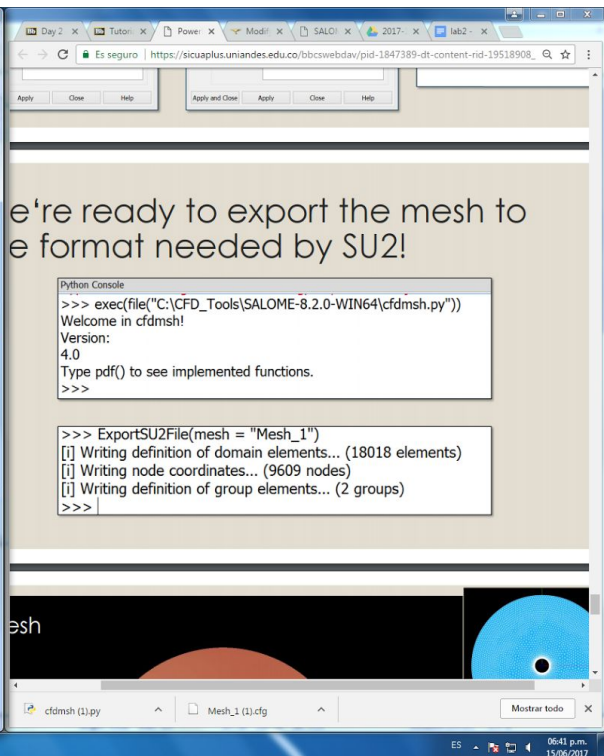 Day 2
Tutori
Power
Modif
SALO
2017-
lab2 -
Es seguro | https://sicuaplus.uniandes.edu.co/bbcswebdav/pid-1847389-dt-content-rid-19518908_
Apply Close Help
Apply and Close Apply Close Help
e're ready to export the mesh to
e format needed by SU2!
Python Console
>>> exec(file("C:\CFD_Tools\SALOME-8.2.0-WIN64\cfdmsh.py"))
Welcome in cfdmsh!
Version:
4.0
Type pdf() to see implemented functions.
>>>
>>> ExportSU2File(mesh = "Mesh_1")
[i] Writing definition of domain elements... (18018 elements)
[i] Writing node coordinates... (9609 nodes)
[i] Writing definition of group elements... (2 groups)
>>>
esh
cfdmsh (1).py
Mesh_1 (1).cfg
Mostrar todo
ES
06:41 p.m.
15/06/2017